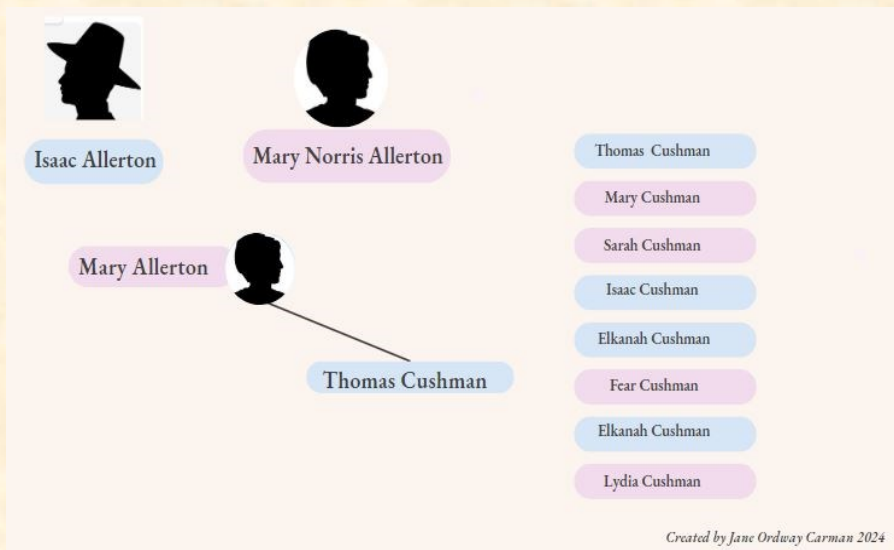 Isaac Allerton
Mary Norris Allerton
Mary Allerton
Thomas Cushman
Thomas Cushman
Mary Cushman
Sarah Cushman
Isaac Cushman
Elkanah Cushman
Fear Cushman
Elkanah Cushman
Lydia Cushman
Created by Jane Ordway Carman 2024